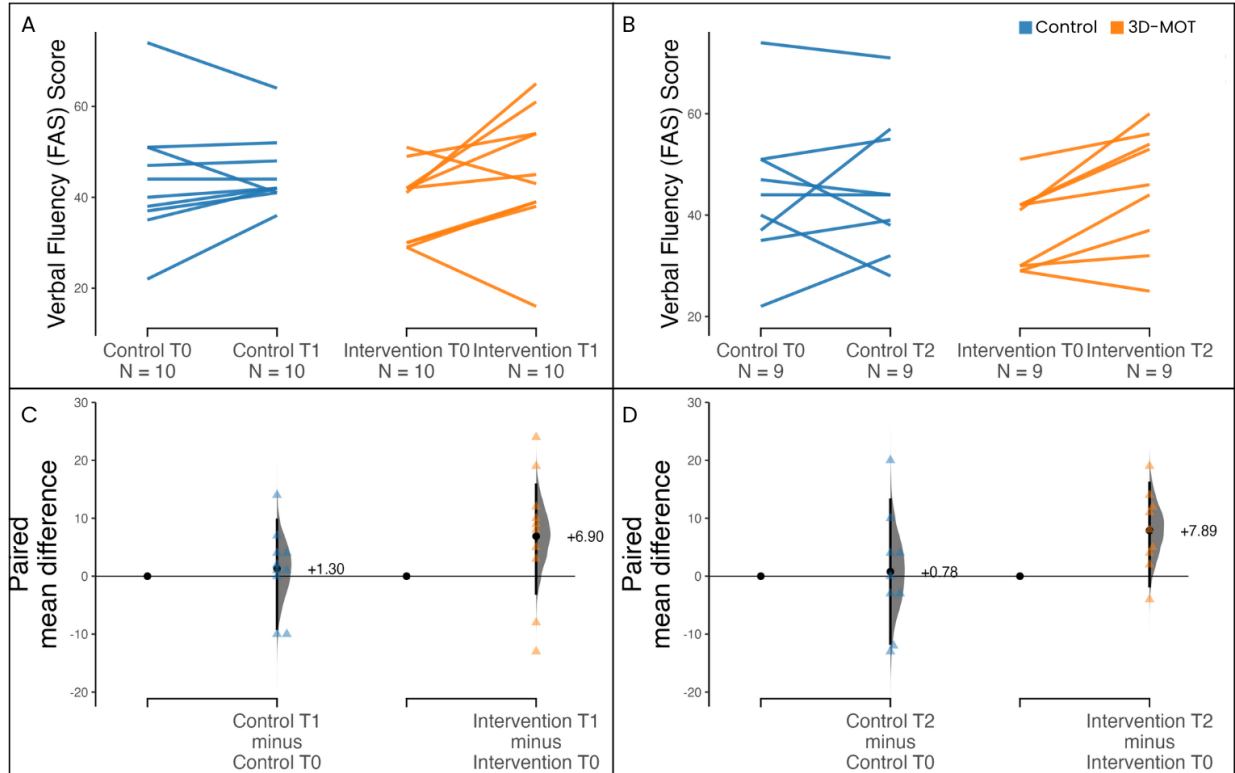 A
Verbal Fluency (FAS) Score
60
40
20
Control T0
N = 10
Control T1
N = 10
Intervention T0
N = 10
Intervention T1
N = 10
B
Control
3D-MOT
Verbal Fluency (FAS) Score
60
40
20
Control T0
N = 9
Control T2
N = 9
Intervention T0
N = 9
Intervention T2
N = 9
C
Paired
mean difference
30
20
10
0
-10
-20
+1.30
+6.90
Control T1
minus
Control T0
Intervention T1
minus
Intervention T0
D
Paired
mean difference
30
20
10
0
-10
-20
+0.78
+7.89
Control T2
minus
Control T0
Intervention T2
minus
Intervention T0